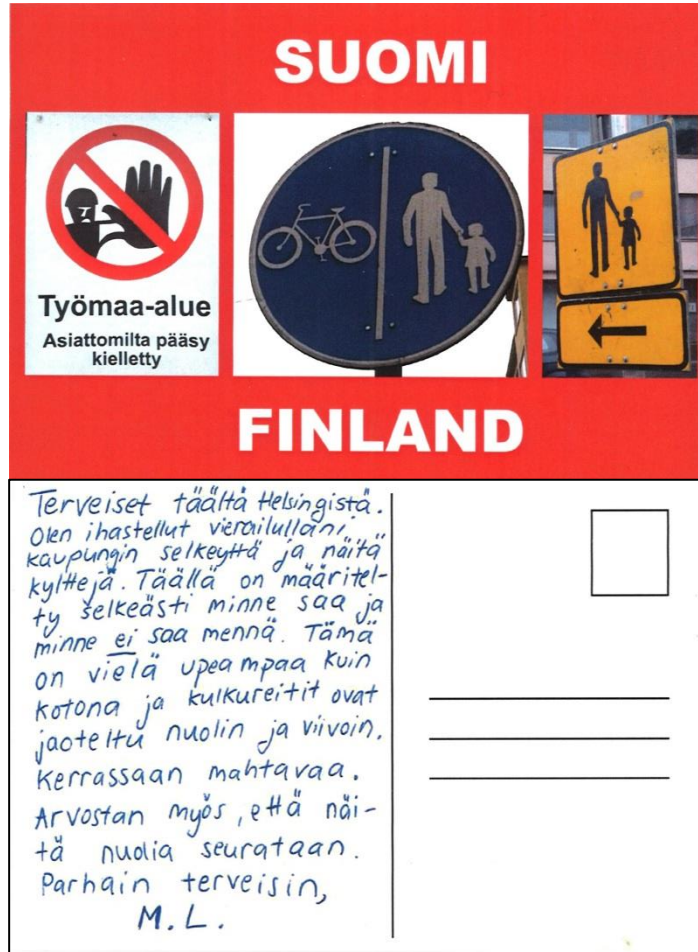 SUOMI
Työmaa-alue
Asiattomilta pääsy
kielletty
FINLAND
Terveiset täältä Helsingistä.
Olen ihastellut vierailullani
kaupungin selkeyttä ja näitä
kylttejä. Täällä on määritel-
ty selkeästi minne saa ja
minne ei saa mennä. Tämä
on vielä upeampaa kuin
kotona ja kulkureitit ovat
jaoteltu nuolin ja viivoin.
Kerrassaan mahtavaa.
Arvostan myös, että näi-
tä nuolia seurataan.
Parhain terveisin,
M.L.